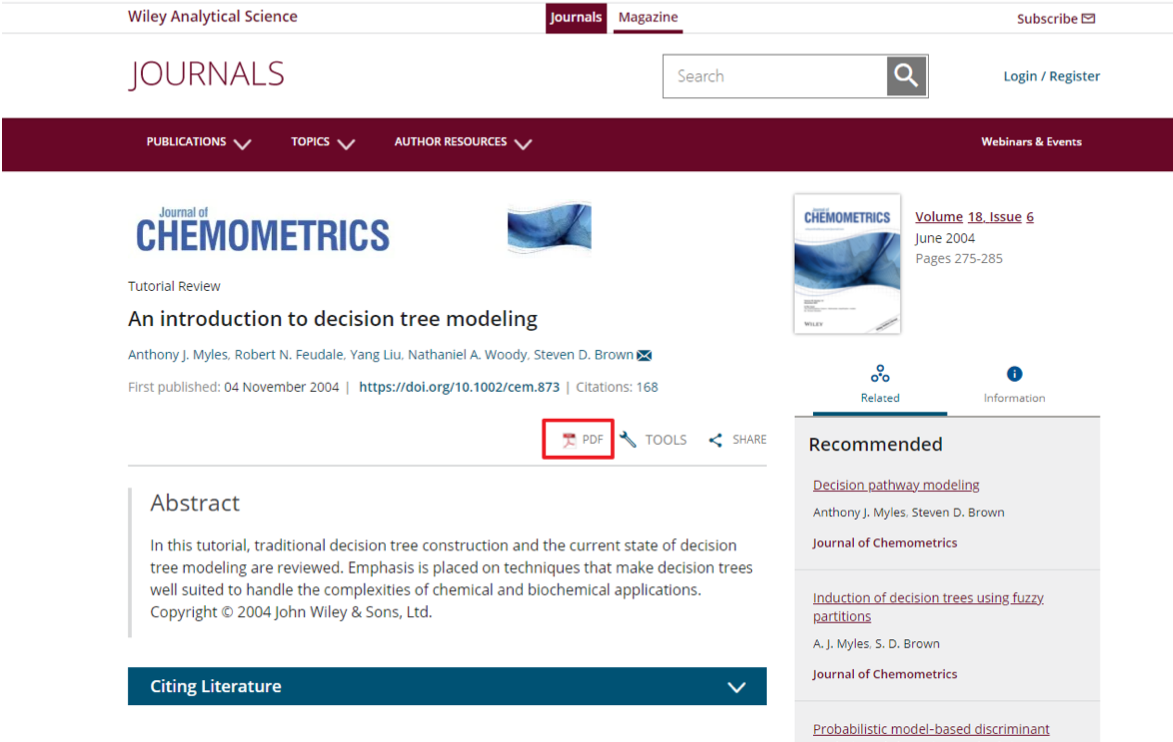 Wiley Analytical Science
Journals Magazine
Subscribe
JOURNALS
Search
Login / Register
PUBLICATIONS TOPICS AUTHOR RESOURCES
Webinars & Events
Journal of
CHEMOMETRICS
Tutorial Review
An introduction to decision tree modeling
Anthony J. Myles, Robert N. Feudale, Yang Liu, Nathaniel A. Woody, Steven D. Brown
First published: 04 November 2004 | https://doi.org/10.1002/cem.873 | Citations: 168
PDF TOOLS SHARE
Abstract
In this tutorial, traditional decision tree construction and the current state of decision
tree modeling are reviewed. Emphasis is placed on techniques that make decision trees
well suited to handle the complexities of chemical and biochemical applications.
Copyright © 2004 John Wiley & Sons, Ltd.
Citing Literature
CHEMOMETRICS
WILEY
Volume 18, Issue 6
June 2004
Pages 275-285
Related
Information
Recommended
Decision pathway modeling
Anthony J. Myles, Steven D. Brown
Journal of Chemometrics
Induction of decision trees using fuzzy
partitions
A. J. Myles, S. D. Brown
Journal of Chemometrics
Probabilistic model-based discriminant